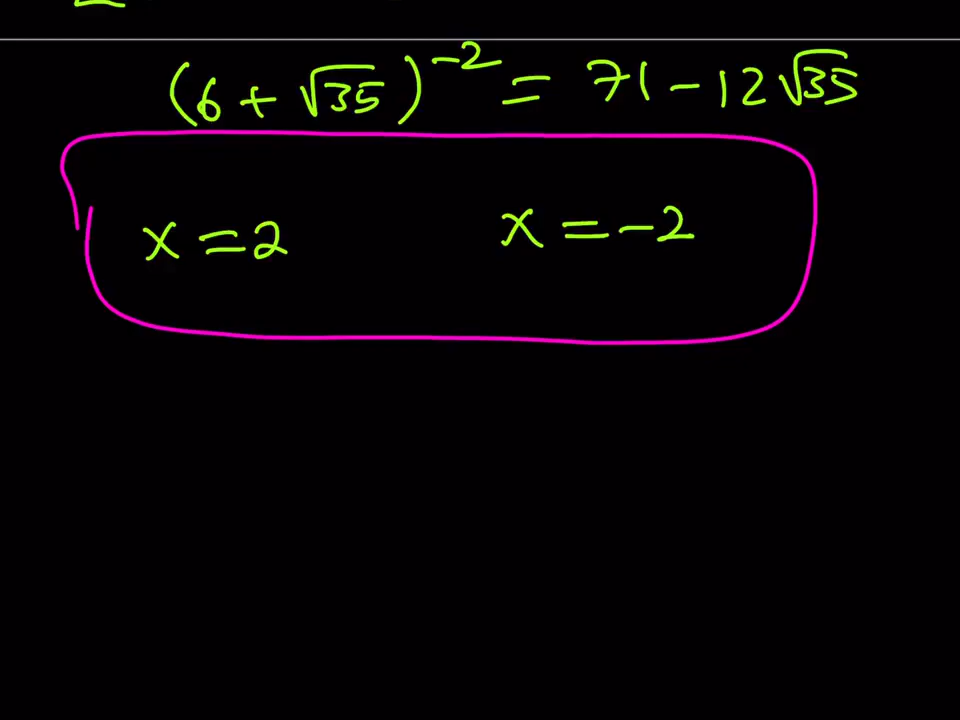 (6 + √35)⁻² = 71 - 12√35
x = 2 x = -2